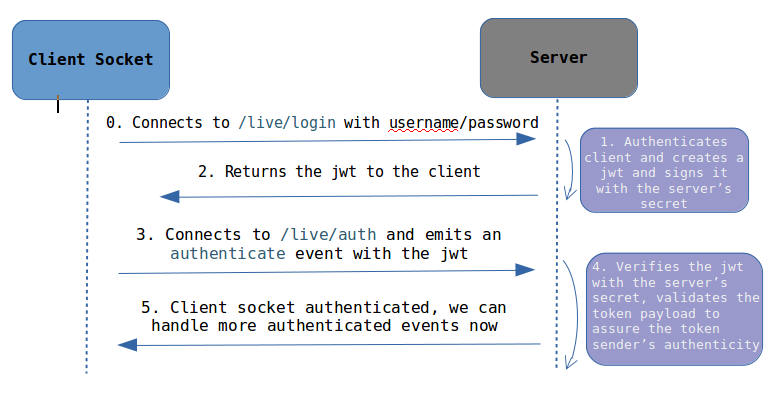 Client Socket
Server
0. Connects to /live/login with username/password
1. Authenticates
client and creates a
jwt and signs it
with the server’s
secret
2. Returns the jwt to the client
3. Connects to /live/auth and emits an
authenticate event with the jwt
4. Verifies the jwt
with the server’s
secret, validates the
token payload to
assure the token
sender’s authenticity
5. Client socket authenticated, we can
handle more authenticated events now